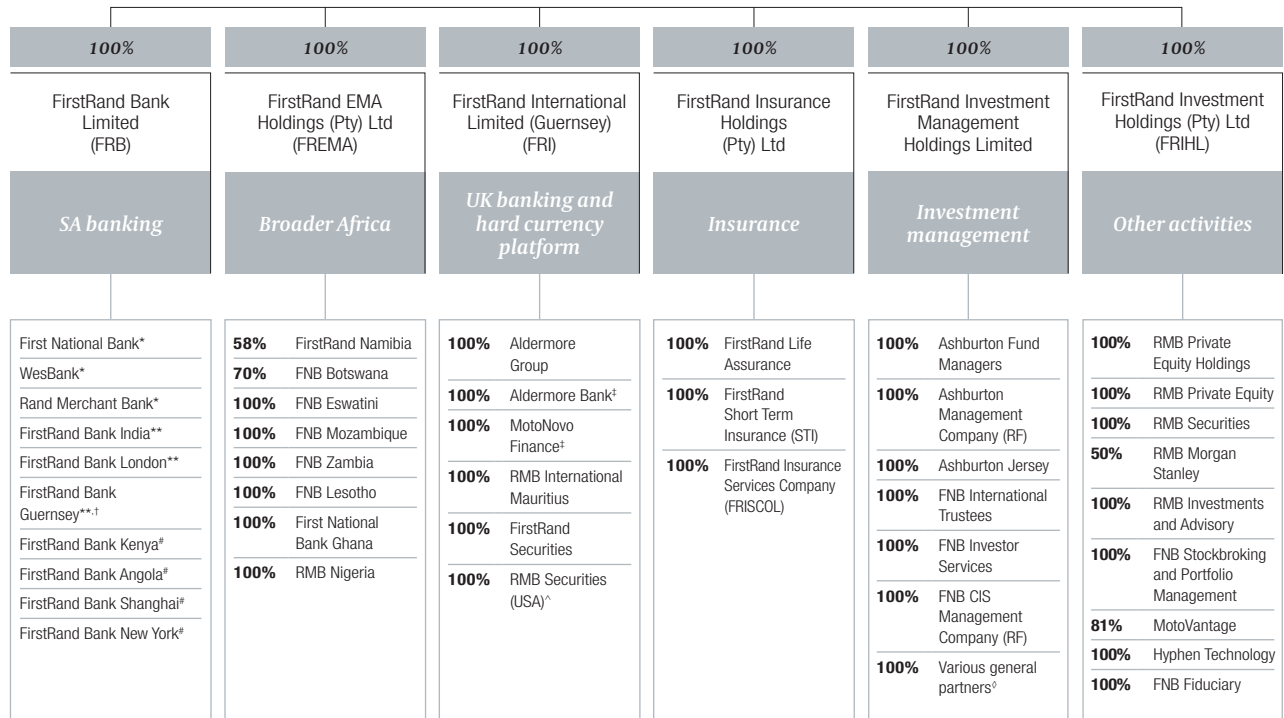 100%
FirstRand Bank
Limited
(FRB)
SA banking
First National Bank*
WesBank*
Rand Merchant Bank*
FirstRand Bank India**
FirstRand Bank London**
FirstRand Bank
Guernsey**,†
FirstRand Bank Kenya#
FirstRand Bank Angola#
FirstRand Bank Shanghai#
FirstRand Bank New York#
100%
FirstRand EMA
Holdings (Pty) Ltd
(FREMA)
Broader Africa
58% FirstRand Namibia
70% FNB Botswana
100% FNB Eswatini
100% FNB Mozambique
100% FNB Zambia
100% FNB Lesotho
100% First National
Bank Ghana
100% RMB Nigeria
100%
FirstRand International
Limited (Guernsey)
(FRI)
UK banking and
hard currency
platform
100% Aldermore
Group
100% Aldermore Bank‡
100% MotoNovo
Finance‡
100% RMB International
Mauritius
100% FirstRand
Securities
100% RMB Securities
(USA)^
100%
FirstRand Insurance
Holdings
(Pty) Ltd
Insurance
100% FirstRand Life
Assurance
100% FirstRand
Short Term
Insurance (STI)
100% FirstRand Insurance
Services Company
(FRISCOL)
100%
FirstRand Investment
Management
Holdings Limited
Investment
management
100% Ashburton Fund
Managers
100% Ashburton
Management
Company (RF)
100% Ashburton Jersey
100% FNB International
Trustees
100% FNB Investor
Services
100% FNB CIS
Management
Company (RF)
100% Various general
partners◊
100%
FirstRand Investment
Holdings (Pty) Ltd
(FRIHL)
Other activities
100% RMB Private
Equity Holdings
100% RMB Private Equity
100% RMB Securities
50% RMB Morgan
Stanley
100% RMB Investments
and Advisory
100% FNB Stockbroking
and Portfolio
Management
81% MotoVantage
100% Hyphen Technology
100% FNB Fiduciary